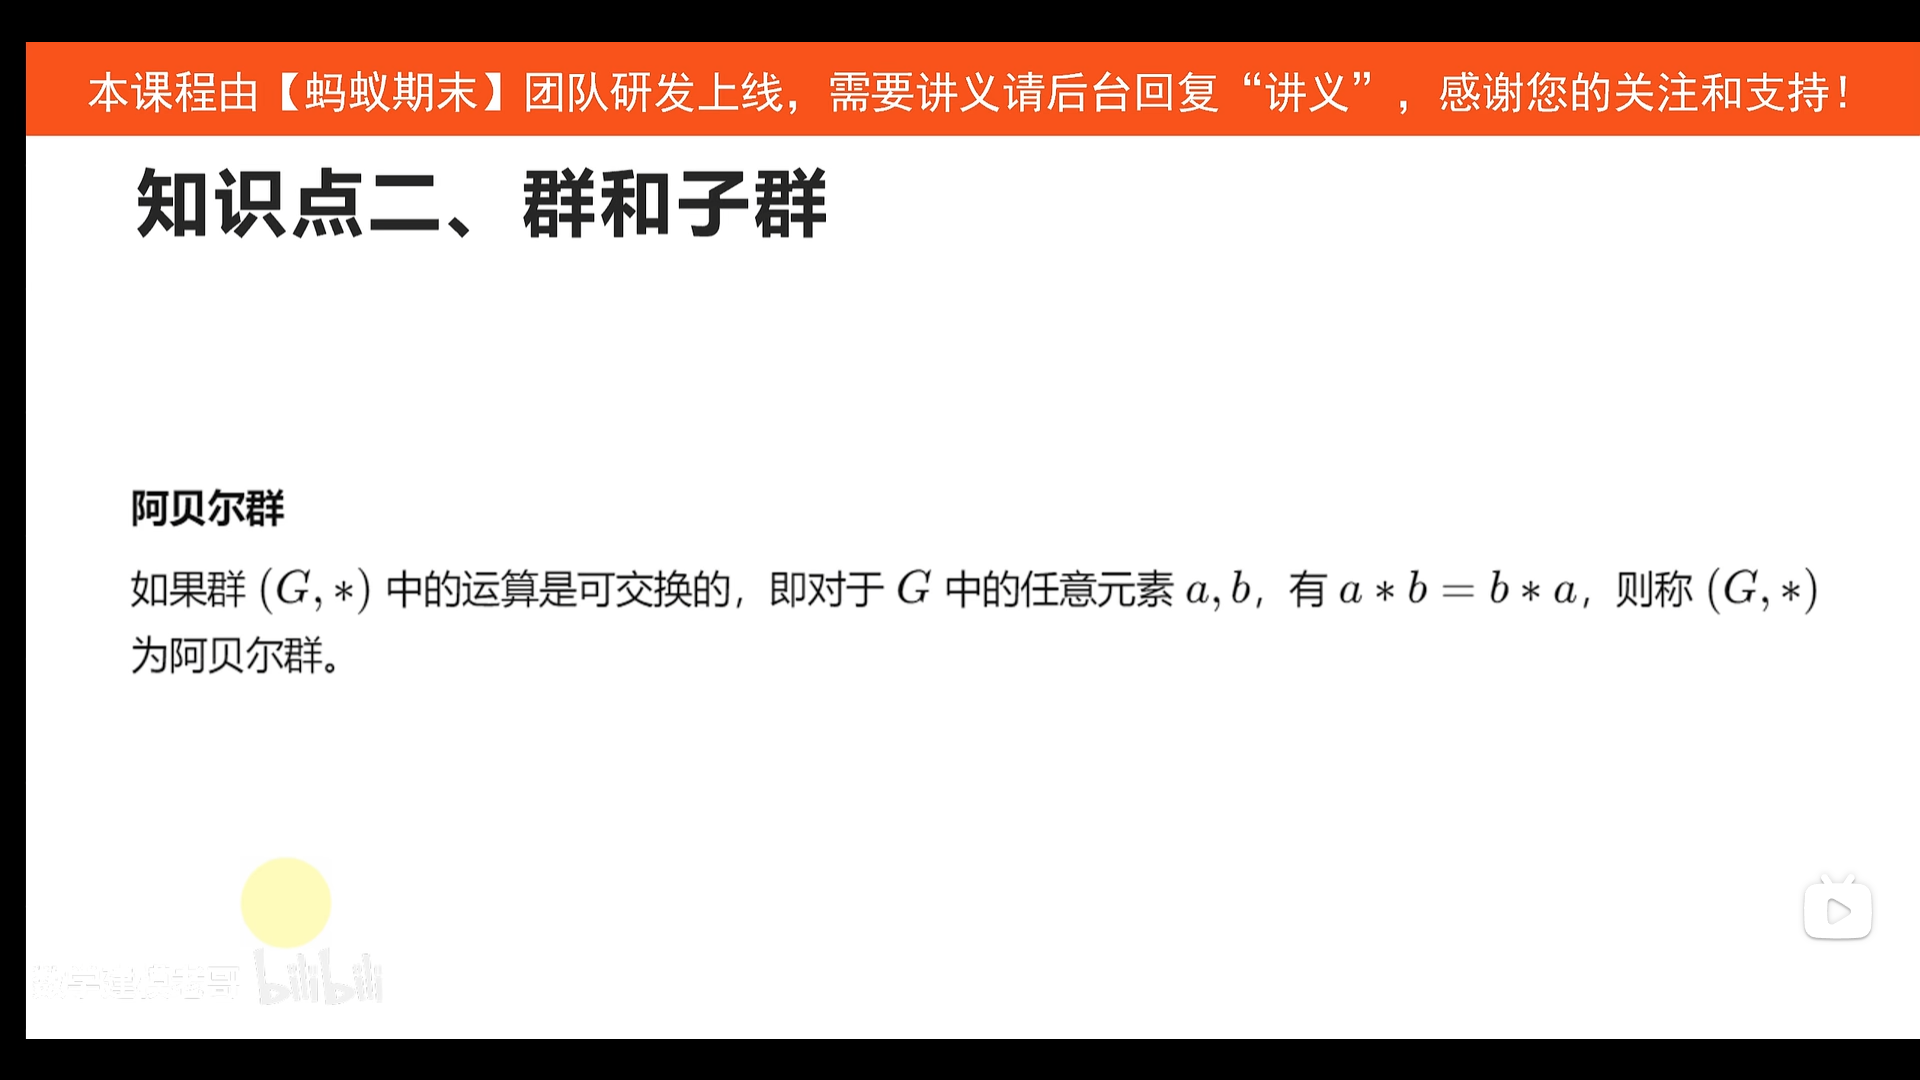 本课程由【蚂蚁期末】团队研发上线，需要讲义请后台回复“讲义”，感谢您的关注和支持！
知识点二、群和子群
阿贝尔群
如果群 (G, ∗) 中的运算是可交换的，即对于 G 中的任意元素 a, b，有 a ∗ b = b ∗ a，则称 (G, ∗)
为阿贝尔群。
数学建模老哥 bilibili